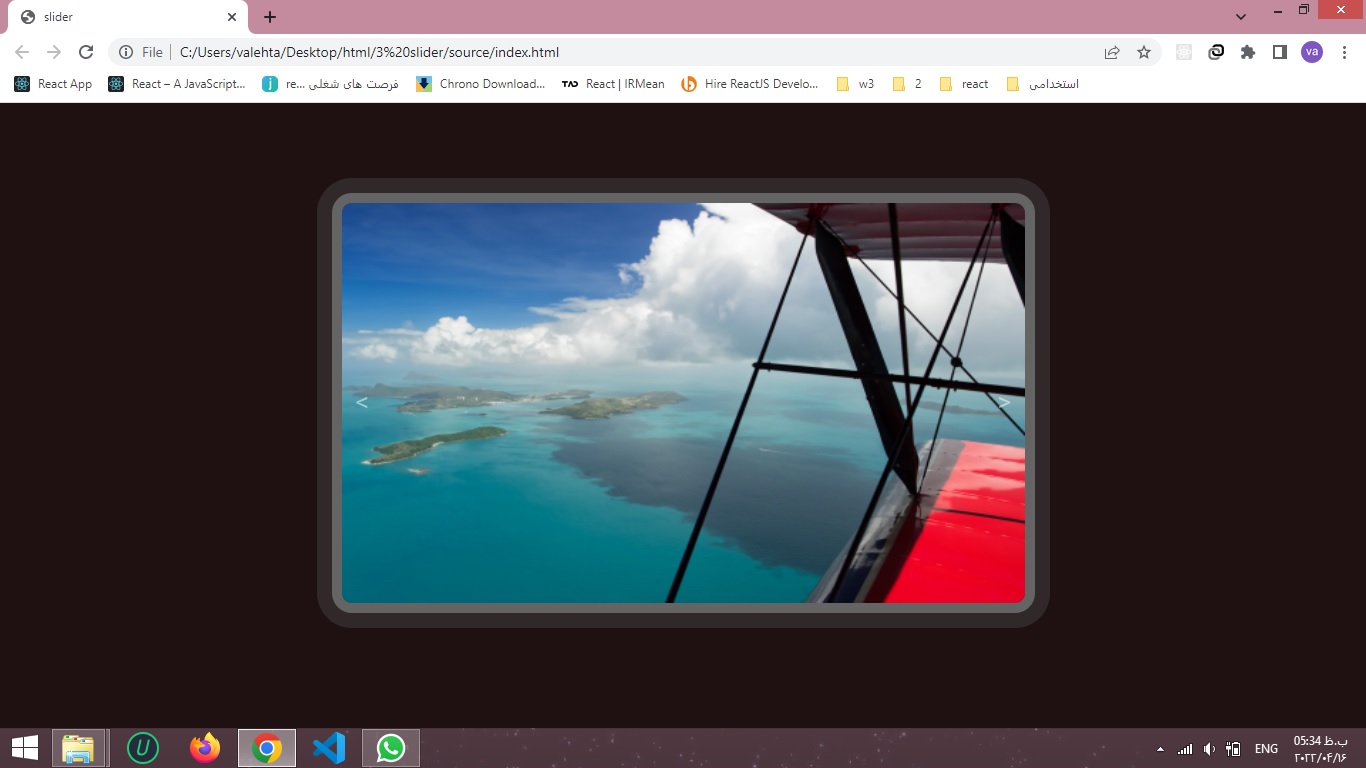 slider
File
C:/Users/valehta/Desktop/html/3%20slider/source/index.html
va
React App
React – A JavaScript...
فرصت های شغلی re...
Chrono Download...
TAD
React | IRMean
Hire ReactJS Develo...
w3
2
react
استخدامی
<
>
ENG
05:34 ب.ظ
۲۰۲۲/۰۴/۱۶